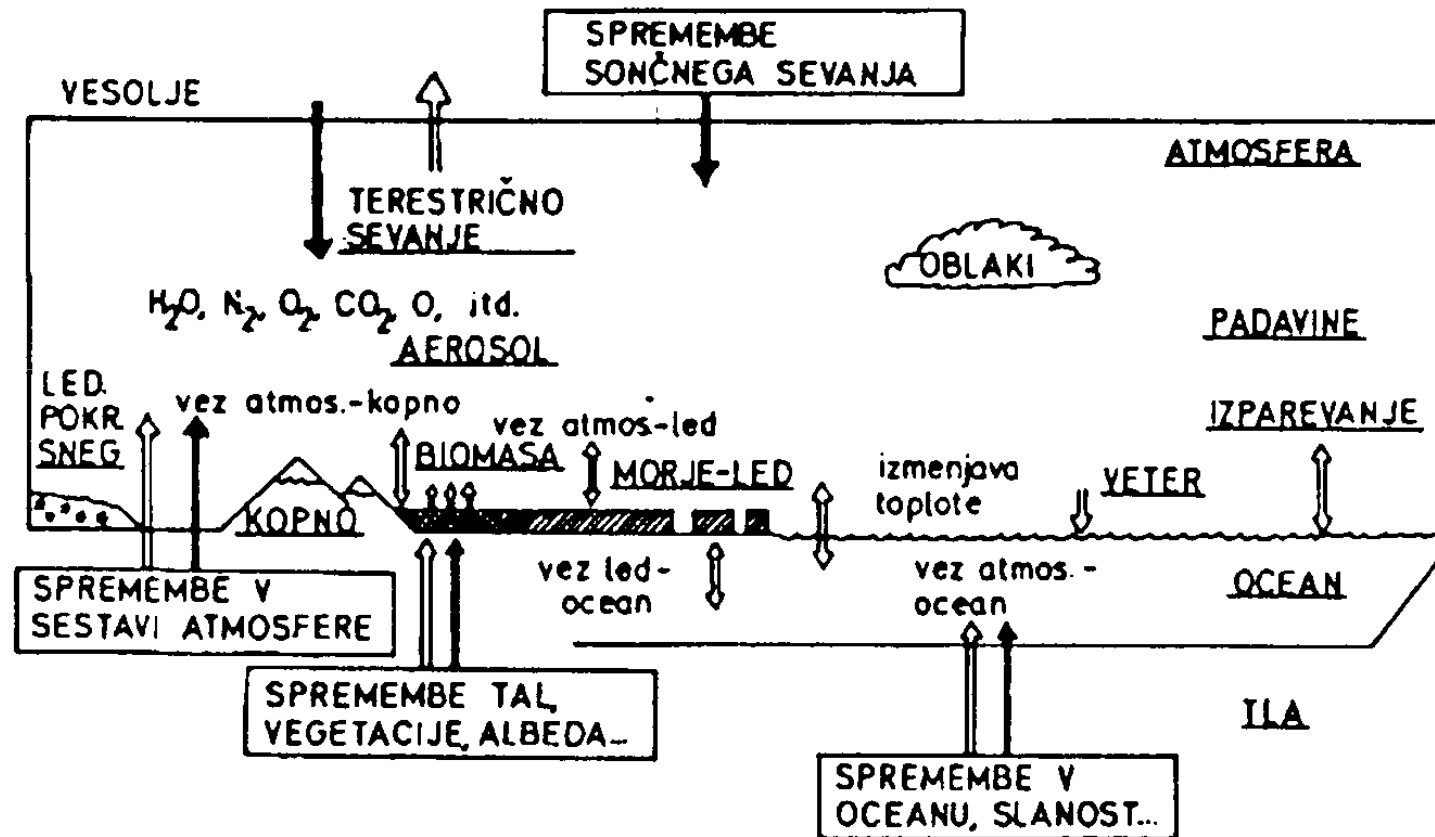 SPREMEMBE
SONČNEGA SEVANJA
VESOLJE
ATMOSFERA
TERESTRIČNO
SEVANJE
OBLAKI
H₂O, N₂, O₂, CO₂, O, itd.
AEROSOL
PADAVINE
LED.
POKR.
SNEG
vez atmos.-kopno
vez atmos-led
IZPAREVANJE
BIOMASA
MORJE-LED
izmenjava
toplote
VETER
KOPNO
vez led-
ocean
vez atmos.-
ocean
OCEAN
SPREMEMBE V
SESTAVI ATMOSFERE
SPREMEMBE TAL,
VEGETACIJE, ALBEDA...
TLA
SPREMEMBE V
OCEANU, SLANOST...